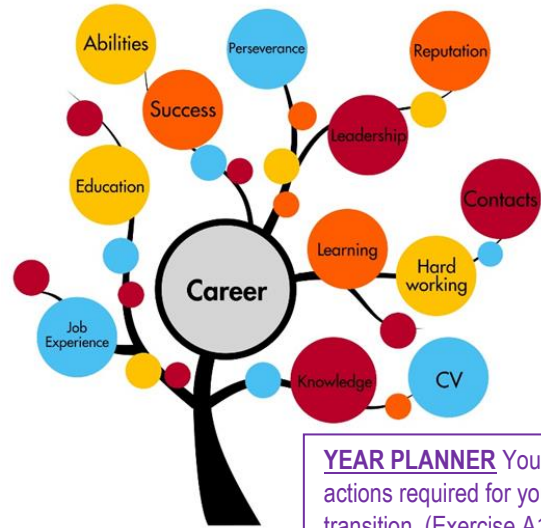 Abilities
Perseverance
Reputation
Success
Leadership
Education
Contacts
Learning
Hard
working
Career
Job
Experience
Knowledge
CV
YEAR PLANNER You
actions required for yo
transition (Exercise A1